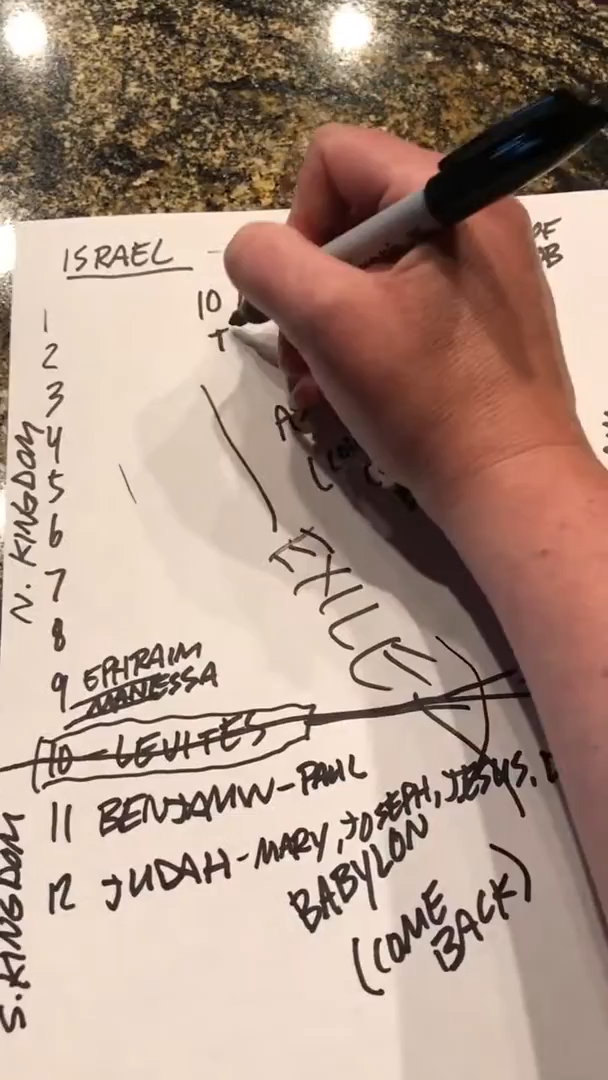 ISRAEL -
10
T
1
2
3
4
5
6
7
8
9 EPHRAIM
MANESSA
10 - LEVITES
11 BENJAMIN - PAUL
12 JUDAH - MARY, JOSEPH, JESUS,
BABYLON
(COME
BACK)
N. KINGDOM
S. KINGDOM
EXILE